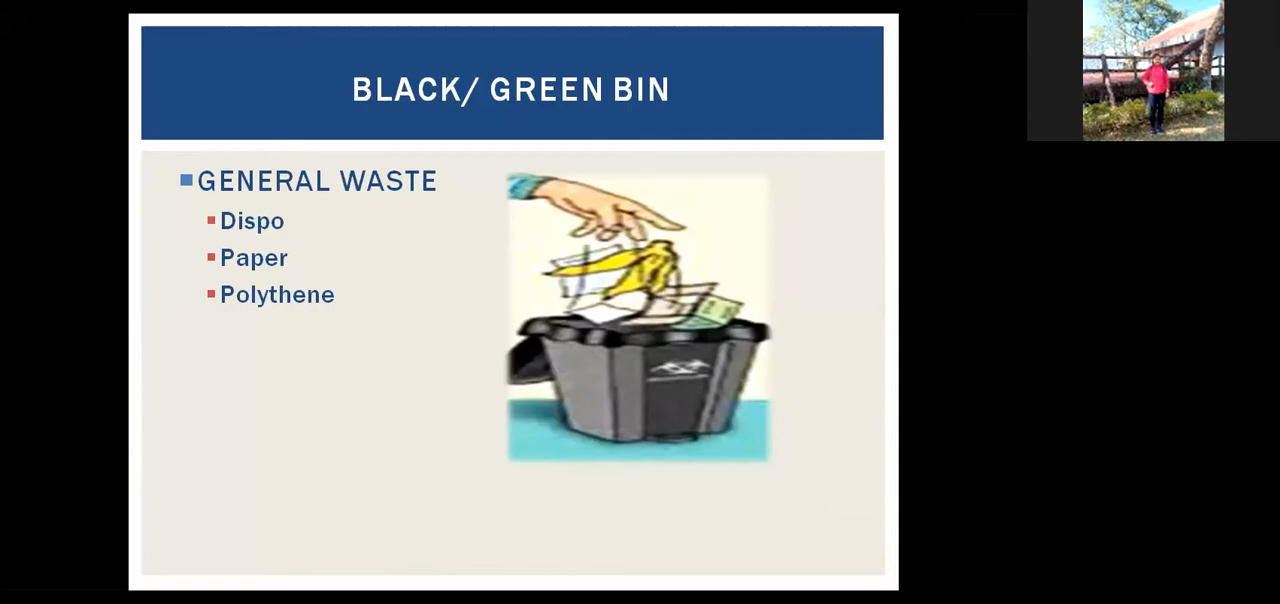 BLACK/ GREEN BIN
GENERAL WASTE
Dispo
Paper
Polythene